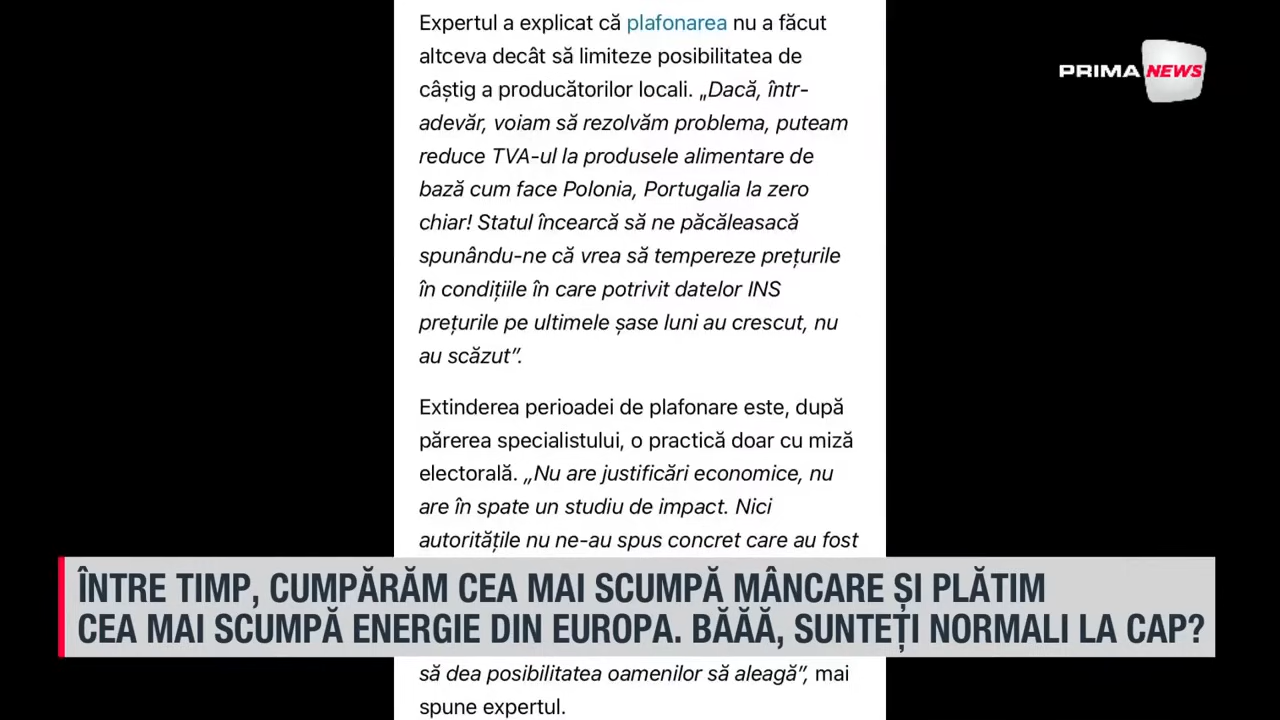 Expertul a explicat că plafonarea nu a făcut
altceva decât să limiteze posibilitatea de
câștig a producătorilor locali. „Dacă, într-
adevăr, voiam să rezolvăm problema, puteam
reduce TVA-ul la produsele alimentare de
bază cum face Polonia, Portugalia la zero
chiar! Statul încearcă să ne păcăleasacă
spunându-ne că vrea să tempereze prețurile
în condițiile în care potrivit datelor INS
prețurile pe ultimele șase luni au crescut, nu
au scăzut”.
Extinderea perioadei de plafonare este, după
părerea specialistului, o practică doar cu miză
electorală. „Nu are justificări economice, nu
are în spate un studiu de impact. Nici
autoritățile nu ne-au spus concret care au fost
să dea posibilitatea oamenilor să aleagă”, mai
spune expertul.
PRIMA NEWS
ÎNTRE TIMP, CUMPĂRĂM CEA MAI SCUMPĂ MÂNCARE ȘI PLĂTIM
CEA MAI SCUMPĂ ENERGIE DIN EUROPA. BĂĂĂ, SUNTEȚI NORMALI LA CAP?